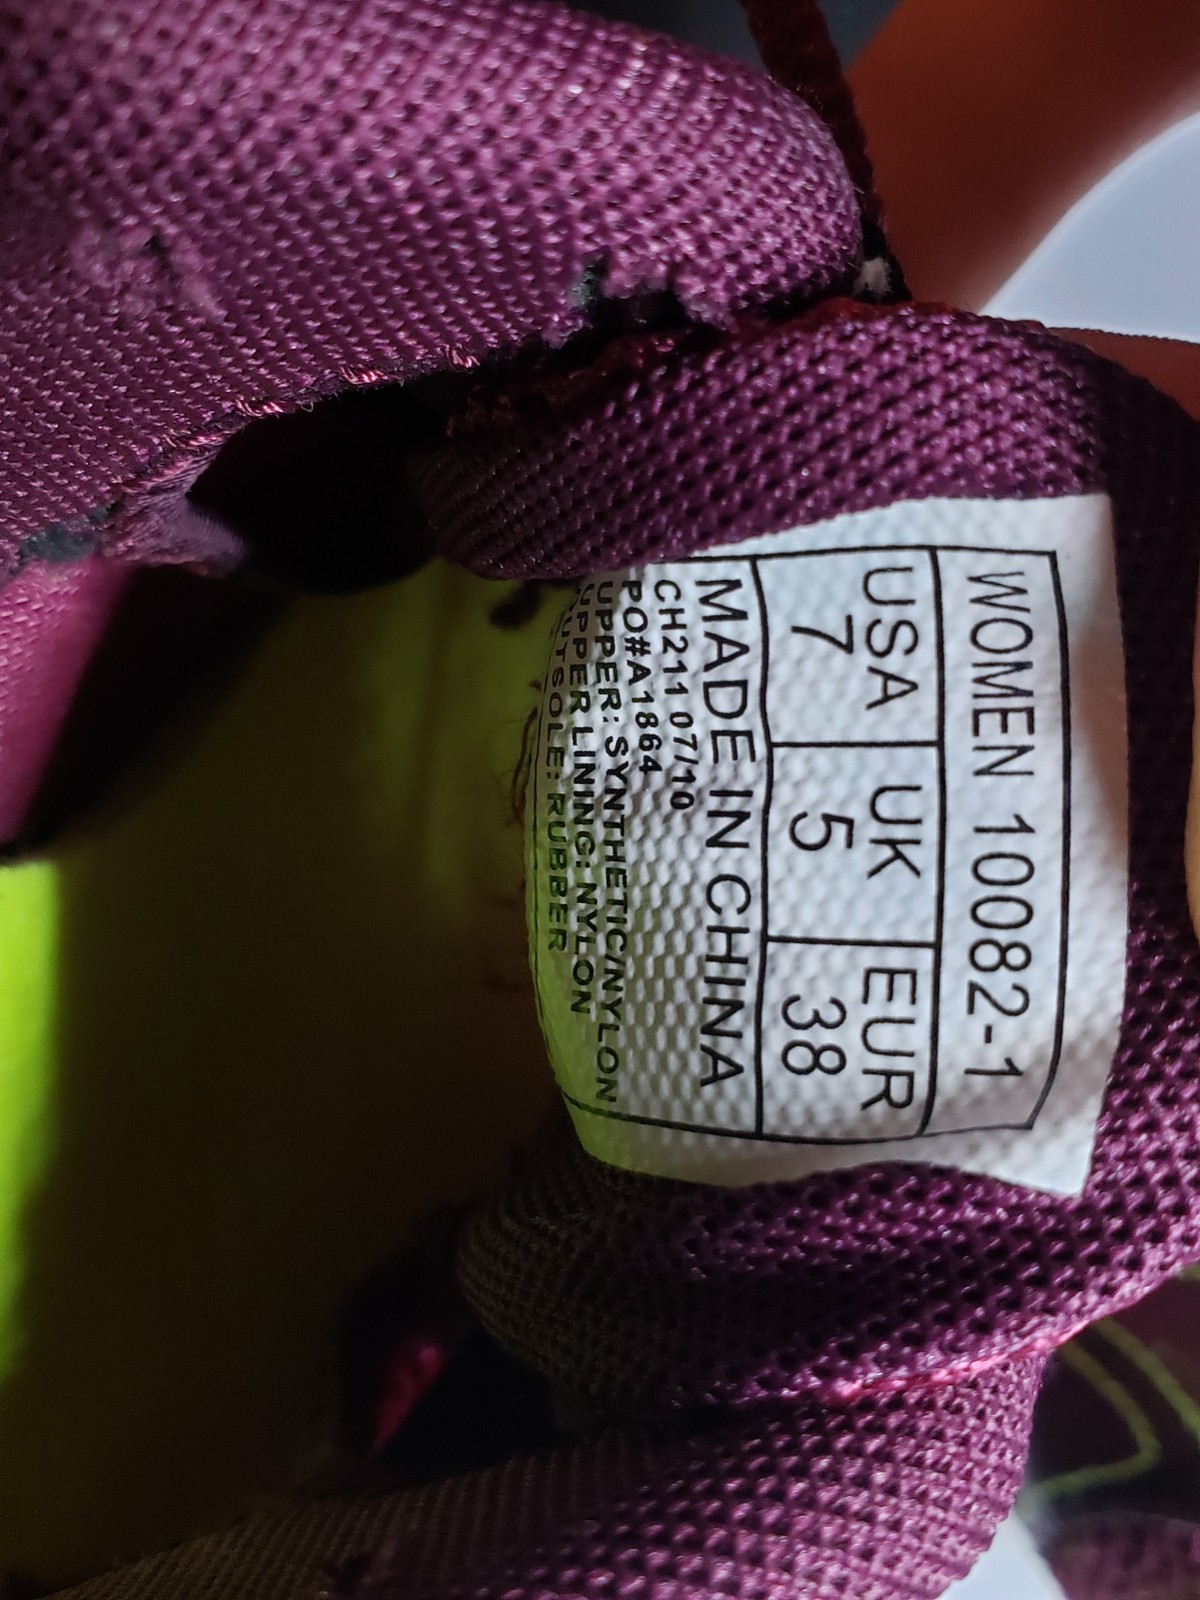 WOMEN 10082-1
USA UK EUR
7 5 38
MADE IN CHINA
CH211 07/10
PO#A1864
UPPER: SYNTHETIC/NYLON
UPPER LINING: NYLON
OUTSOLE: RUBBER